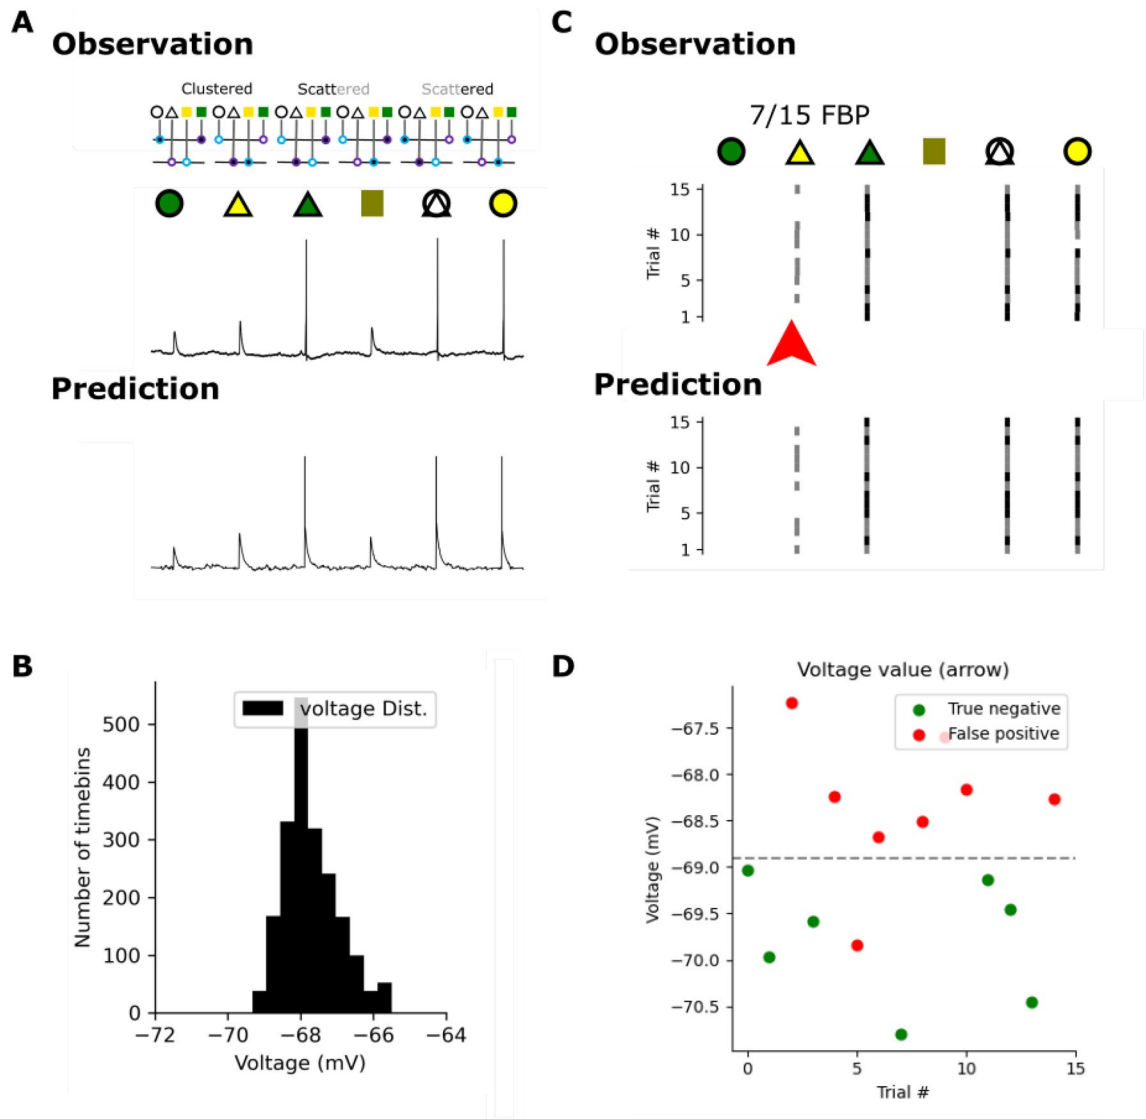 A
Observation
Clustered Scattered Scattered
Prediction
B
voltage Dist.
500
400
300
200
100
0
Number of timebins
−72 −70 −68 −66 −64
Voltage (mV)
C
Observation
7/15 FBP
15
10
5
1
Trial #
Prediction
15
10
5
1
Trial #
D
Voltage value (arrow)
True negative
False positive
−67.5
−68.0
−68.5
−69.0
−69.5
−70.0
−70.5
Voltage (mV)
0 5 10 15
Trial #